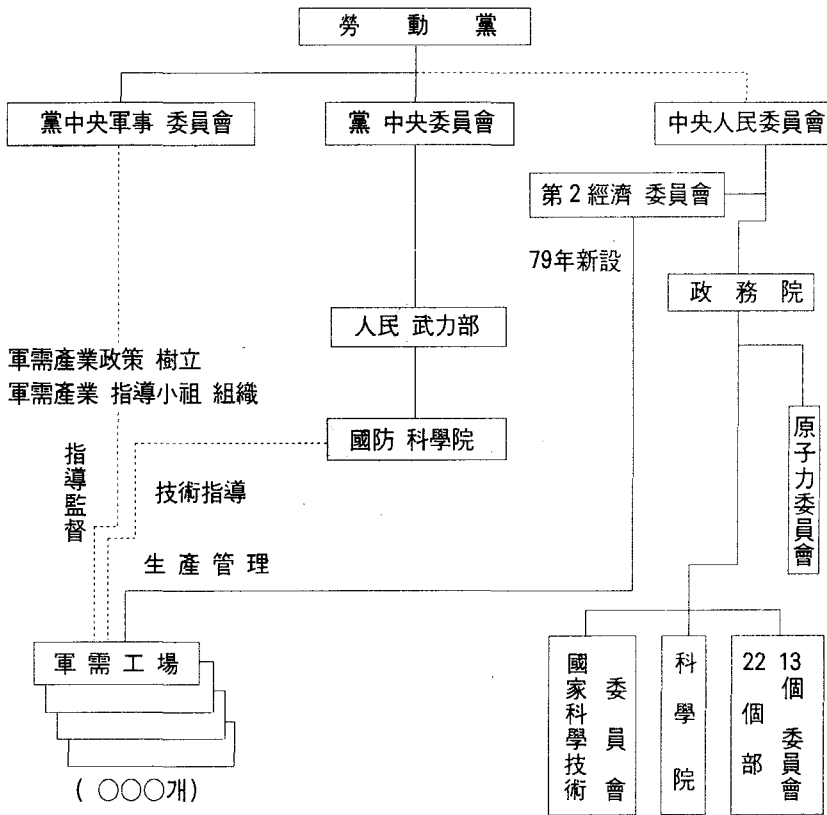 勞動黨
黨中央軍事 委員會
黨 中央委員會
中央人民委員會
第2經濟 委員會
79年新設
政務院
人民 武力部
軍需產業政策 樹立
軍需產業 指導小組 組織
國防 科學院
原子力委員會
指導監督
技術指導
生產管理
軍需工場
(○○○개)
國家科學技術
委員會
科學院
13個 委員會
22個部